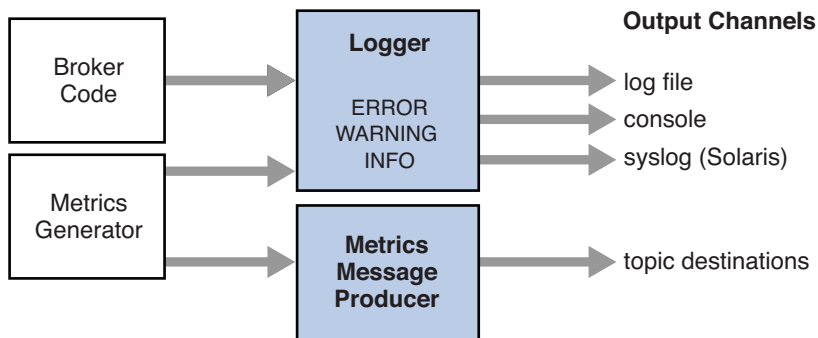 Output Channels
Broker
Code
Logger
ERROR
WARNING
INFO
log file
console
syslog (Solaris)
Metrics
Generator
Metrics
Message
Producer
topic destinations